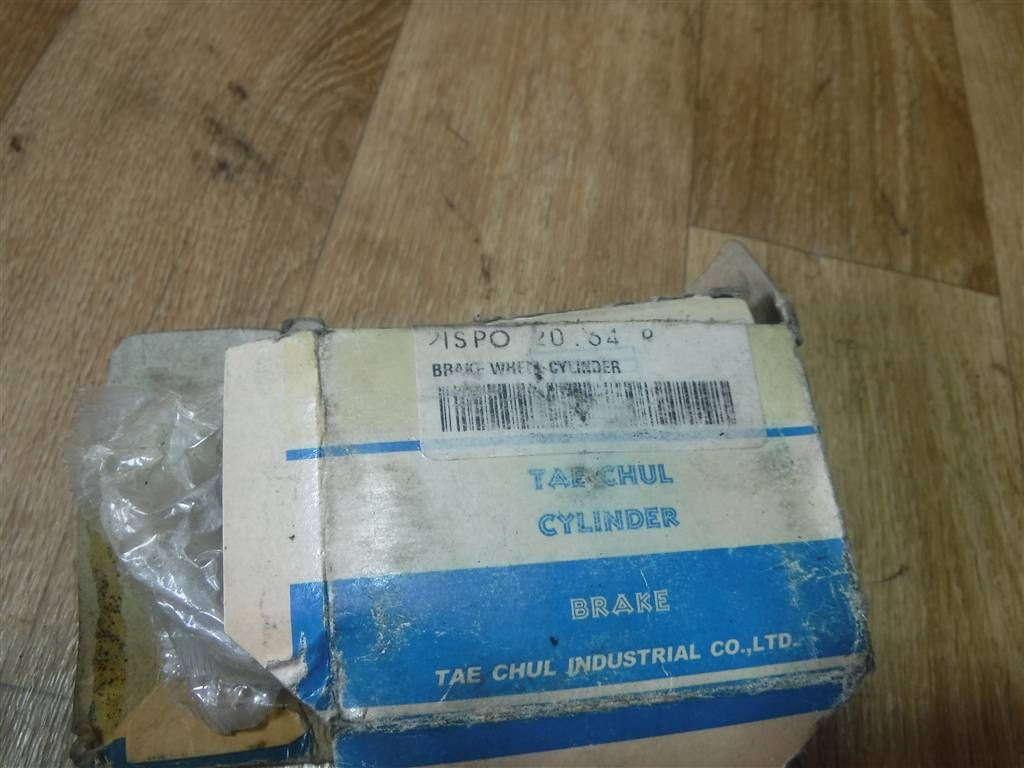 BRAKE WHEEL CYLINDER
TAE CHUL
CYLINDER
BRAKE
TAE CHUL INDUSTRIAL CO.,LTD.